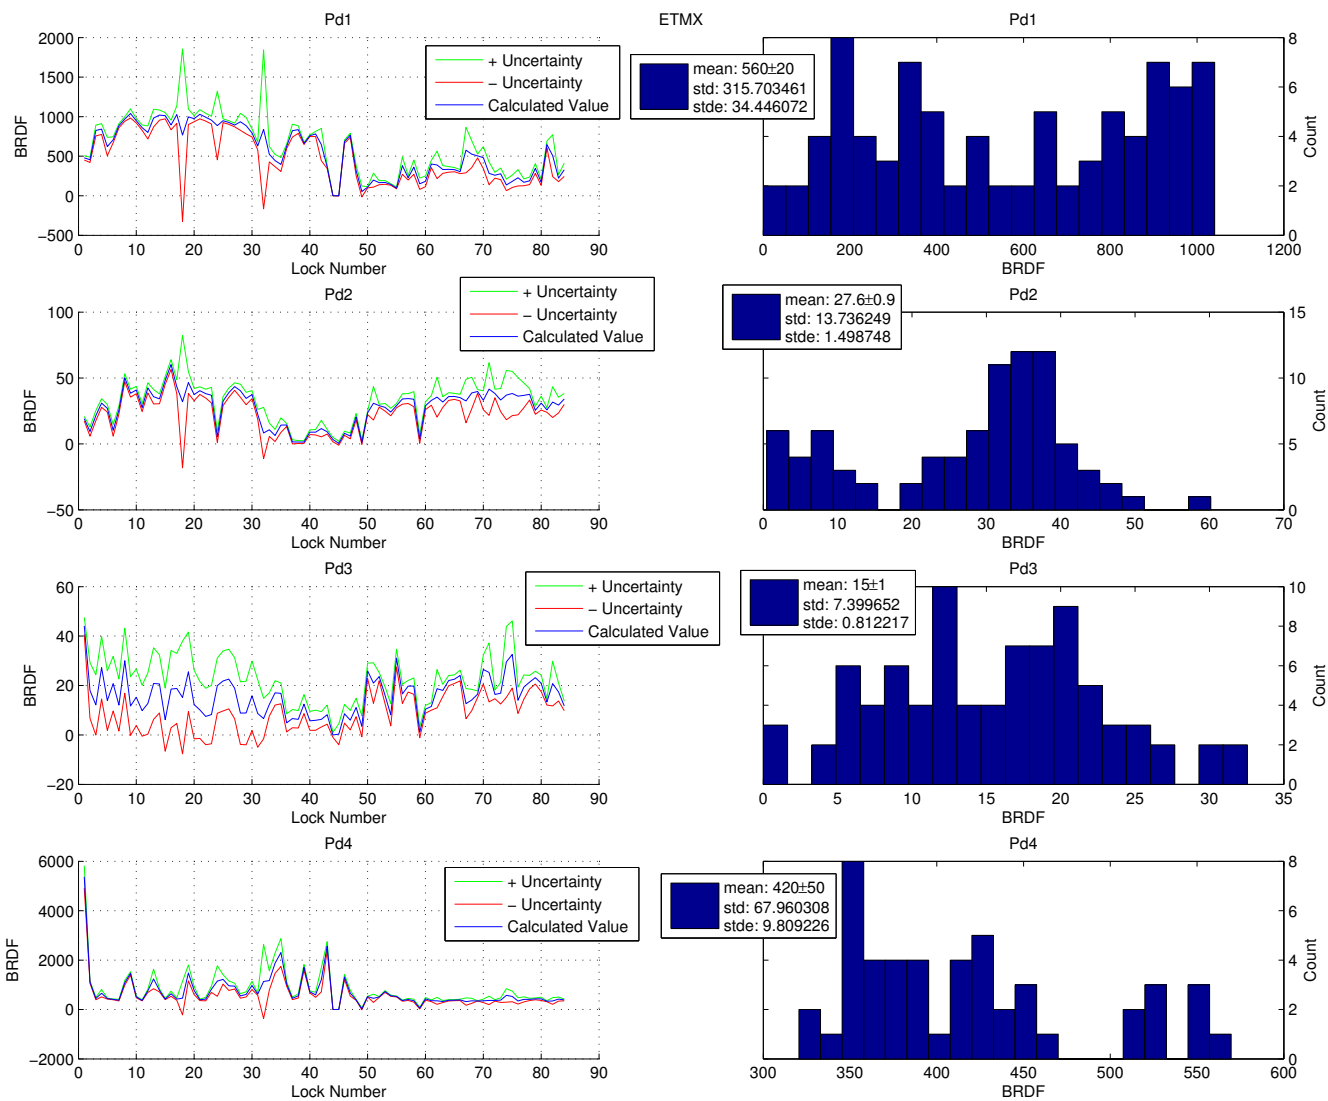 ETMX
Pd1
2000
1500
1000
500
0
−500
0 10 20 30 40 50 60 70 80 90
Lock Number
BRDF
+ Uncertainty
− Uncertainty
Calculated Value
Pd1
mean: 560±20
std: 315.703461
stde: 34.446072
8
6
4
2
0
0 200 400 600 800 1000 1200
BRDF
Count
Pd2
100
50
0
−50
0 10 20 30 40 50 60 70 80 90
Lock Number
BRDF
+ Uncertainty
− Uncertainty
Calculated Value
Pd2
mean: 27.6±0.9
std: 13.736249
stde: 1.498748
15
10
5
0
0 10 20 30 40 50 60 70
BRDF
Count
Pd3
60
40
20
0
−20
0 10 20 30 40 50 60 70 80 90
Lock Number
BRDF
+ Uncertainty
− Uncertainty
Calculated Value
Pd3
mean: 15±1
std: 7.399652
stde: 0.812217
10
8
6
4
2
0
0 5 10 15 20 25 30 35
BRDF
Count
Pd4
6000
4000
2000
0
−2000
0 10 20 30 40 50 60 70 80 90
Lock Number
BRDF
+ Uncertainty
− Uncertainty
Calculated Value
Pd4
mean: 420±50
std: 67.960308
stde: 9.809226
8
6
4
2
0
300 350 400 450 500 550 600
BRDF
Count